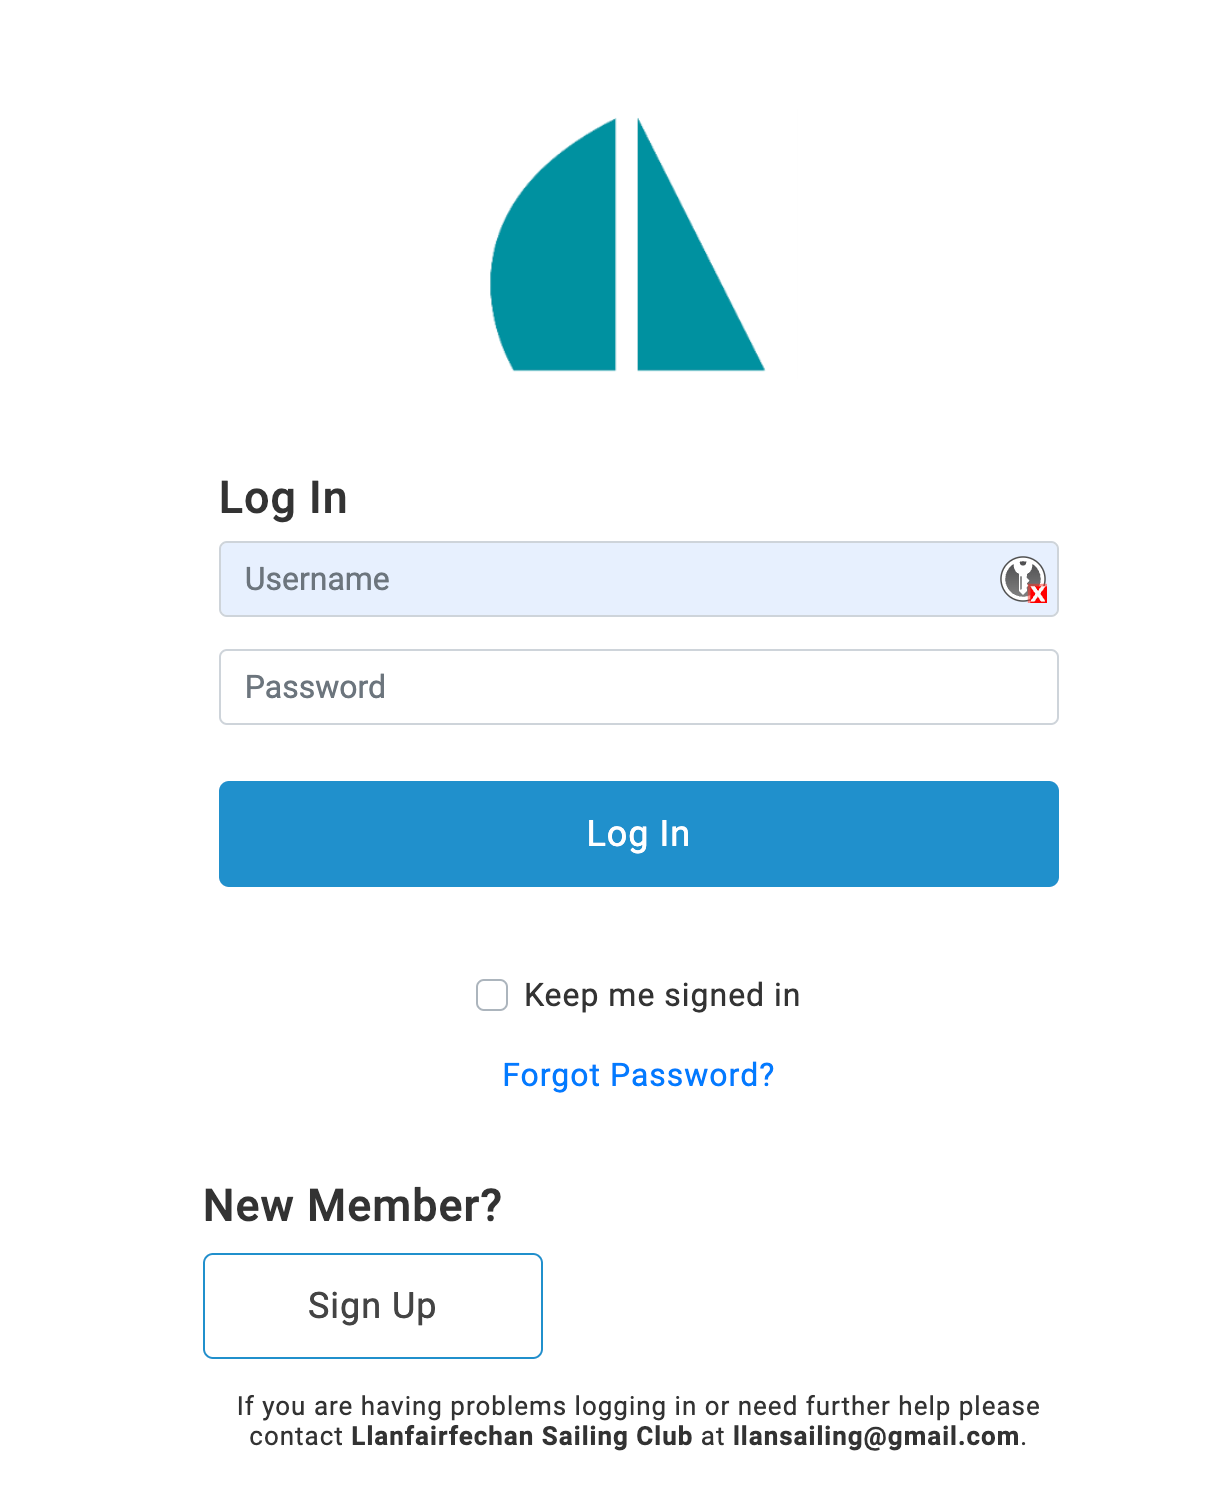 Log In
Username
Password
Log In
Keep me signed in
Forgot Password?
New Member?
Sign Up
If you are having problems logging in or need further help please
contact Llanfairfechan Sailing Club at llansailing@gmail.com.